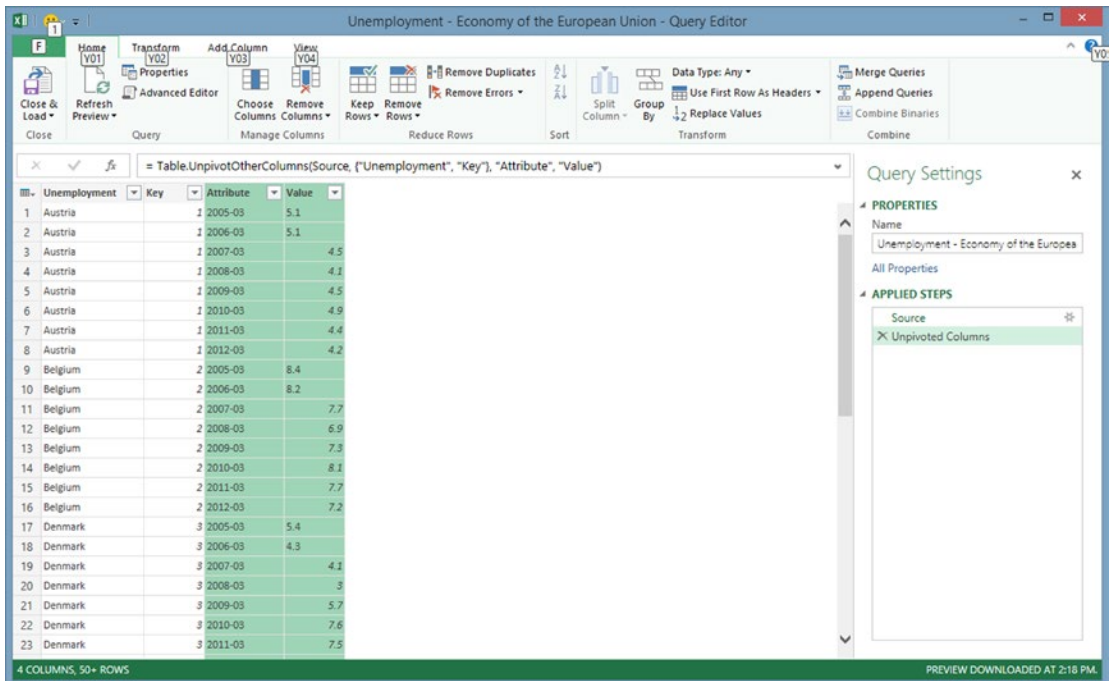 Unemployment - Economy of the European Union - Query Editor
1
F Home Transform Add Column View
Y01 Y02 Y03 Y04 Y0
Close & Load
Refresh Preview
Properties
Advanced Editor
Choose Columns
Remove Columns
Keep Rows
Remove Rows
Remove Duplicates
Remove Errors
Split Column
Group By
Data Type: Any
Use First Row As Headers
1→2 Replace Values
Merge Queries
Append Queries
Combine Binaries
Close Query Manage Columns Reduce Rows Sort Transform Combine
fx = Table.UnpivotOtherColumns(Source, {"Unemployment", "Key"}, "Attribute", "Value")
Unemployment Key Attribute Value
1 Austria 1 2005-03 5.1
2 Austria 1 2006-03 5.1
3 Austria 1 2007-03 4.5
4 Austria 1 2008-03 4.1
5 Austria 1 2009-03 4.5
6 Austria 1 2010-03 4.9
7 Austria 1 2011-03 4.4
8 Austria 1 2012-03 4.2
9 Belgium 2 2005-03 8.4
10 Belgium 2 2006-03 8.2
11 Belgium 2 2007-03 7.7
12 Belgium 2 2008-03 6.9
13 Belgium 2 2009-03 7.3
14 Belgium 2 2010-03 8.1
15 Belgium 2 2011-03 7.7
16 Belgium 2 2012-03 7.2
17 Denmark 3 2005-03 5.4
18 Denmark 3 2006-03 4.3
19 Denmark 3 2007-03 4.1
20 Denmark 3 2008-03 3
21 Denmark 3 2009-03 5.7
22 Denmark 3 2010-03 7.6
23 Denmark 3 2011-03 7.5
Query Settings
PROPERTIES
Name
Unemployment - Economy of the Europea
All Properties
APPLIED STEPS
Source
Unpivoted Columns
4 COLUMNS, 50+ ROWS
PREVIEW DOWNLOADED AT 2:18 PM.